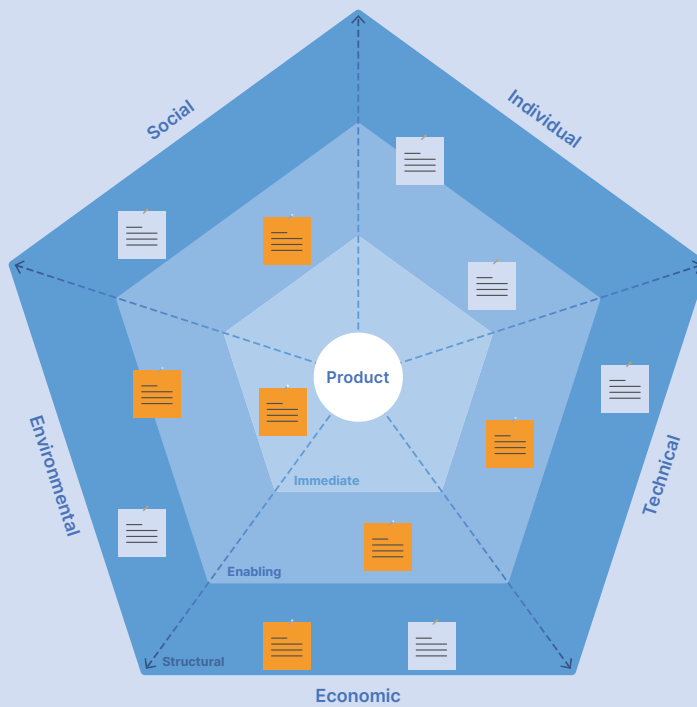 Social
Individual
Product
Environmental
Technical
Immediate
Enabling
Structural
Economic